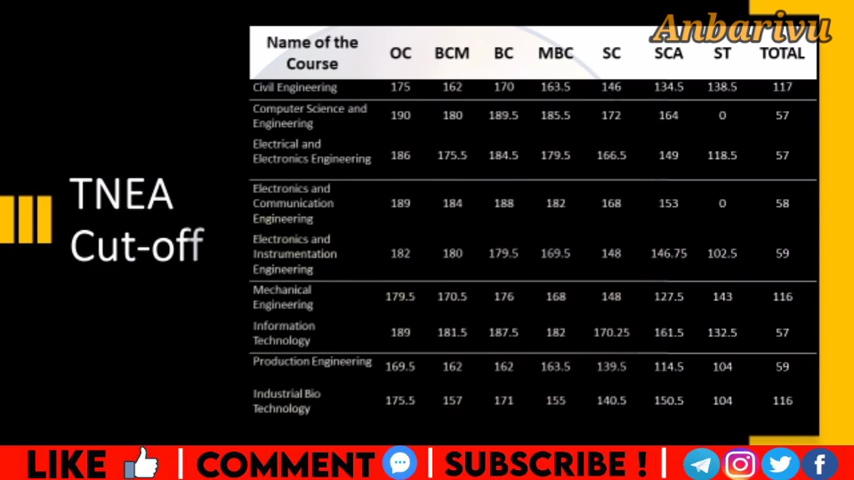 Anbarivu
TNEA
Cut-off
Name of the Course OC BCM BC MBC SC SCA ST TOTAL
Civil Engineering 175 162 170 163.5 146 134.5 138.5 117
Computer Science and Engineering 190 180 189.5 185.5 172 164 0 57
Electrical and Electronics Engineering 186 175.5 184.5 179.5 166.5 149 118.5 57
Electronics and Communication Engineering 189 184 188 182 168 153 0 58
Electronics and Instrumentation Engineering 182 180 179.5 169.5 148 146.75 102.5 59
Mechanical Engineering 179.5 170.5 176 168 148 127.5 143 116
Information Technology 189 181.5 187.5 182 170.25 161.5 132.5 57
Production Engineering 169.5 162 162 163.5 139.5 114.5 104 59
Industrial Bio Technology 175.5 157 171 155 140.5 150.5 104 116
LIKE | COMMENT | SUBSCRIBE ! |